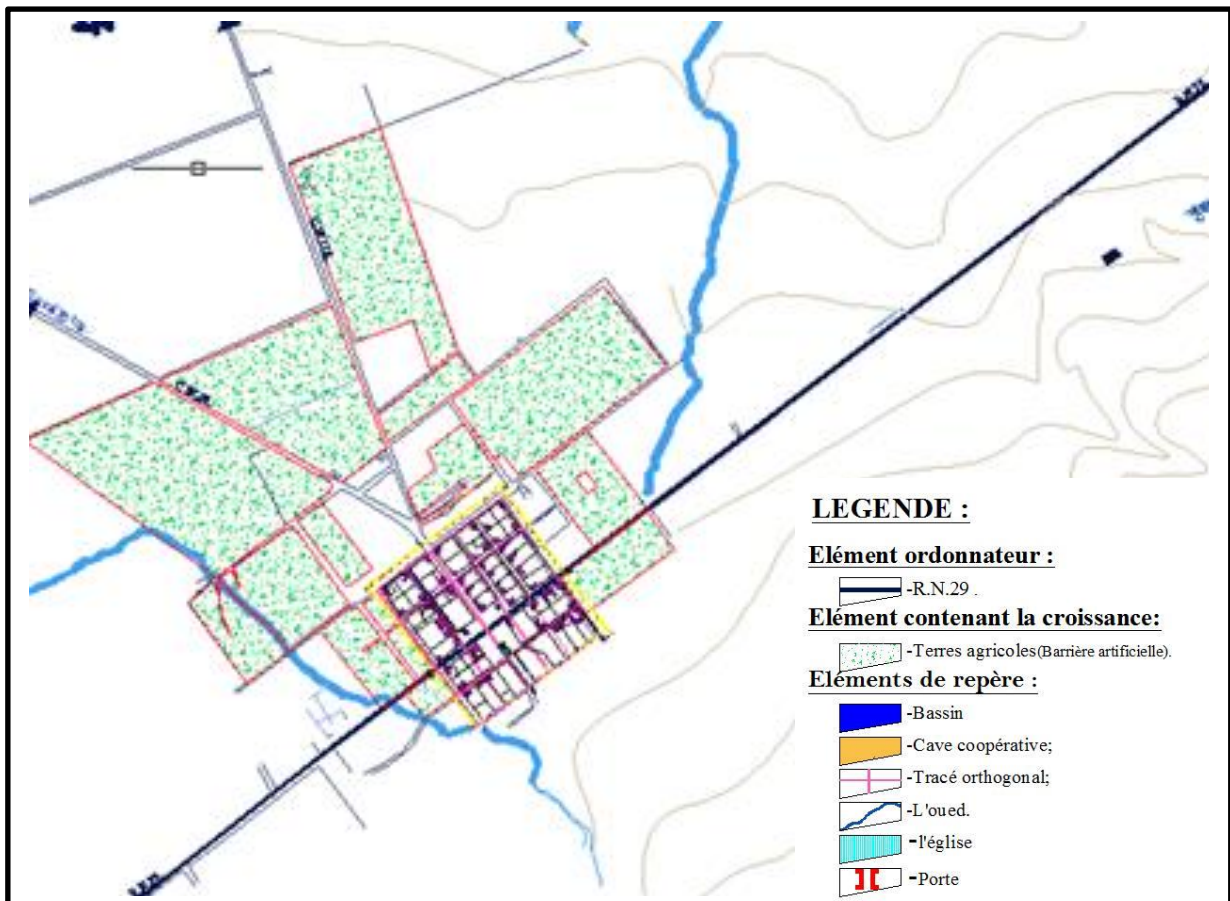 LEGENDE :
Elément ordonnateur :
-R.N.29 .
Elément contenant la croissance:
-Terres agricoles(Barrière artificielle).
Eléments de repère :
-Bassin
-Cave coopérative;
-Tracé orthogonal;
-L'oued.
-l'église
-Porte